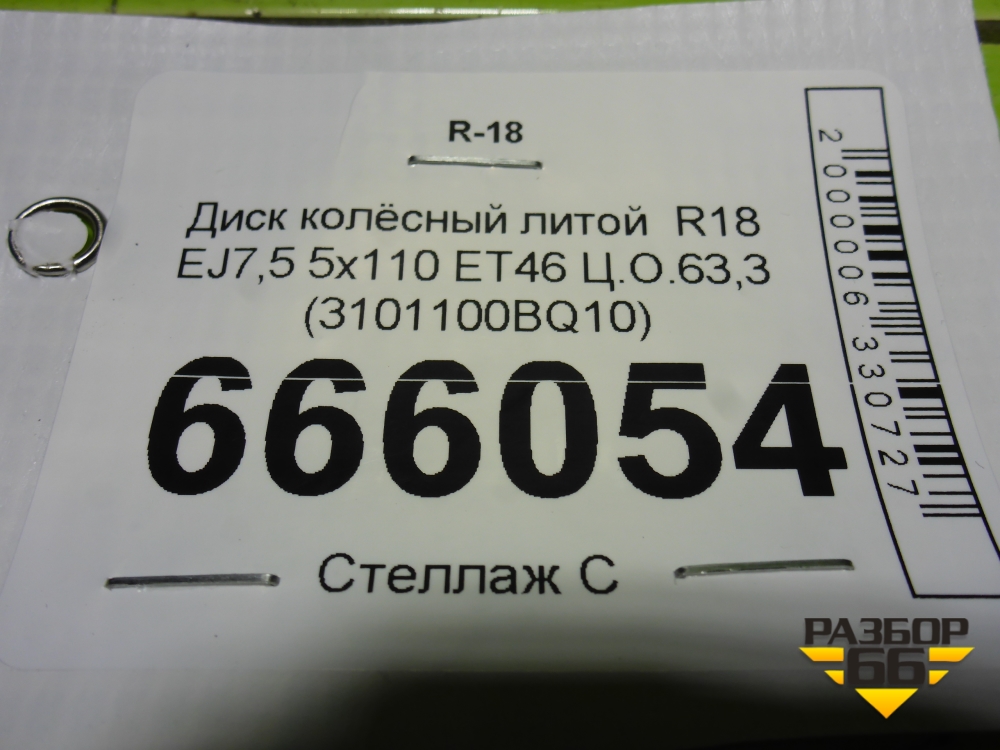 R-18
Диск колёсный литой R18
EJ7,5 5x110 ET46 Ц.О.63,3
(3101100BQ10)
666054
Стеллаж С
2000006330727
РАЗБОР
66